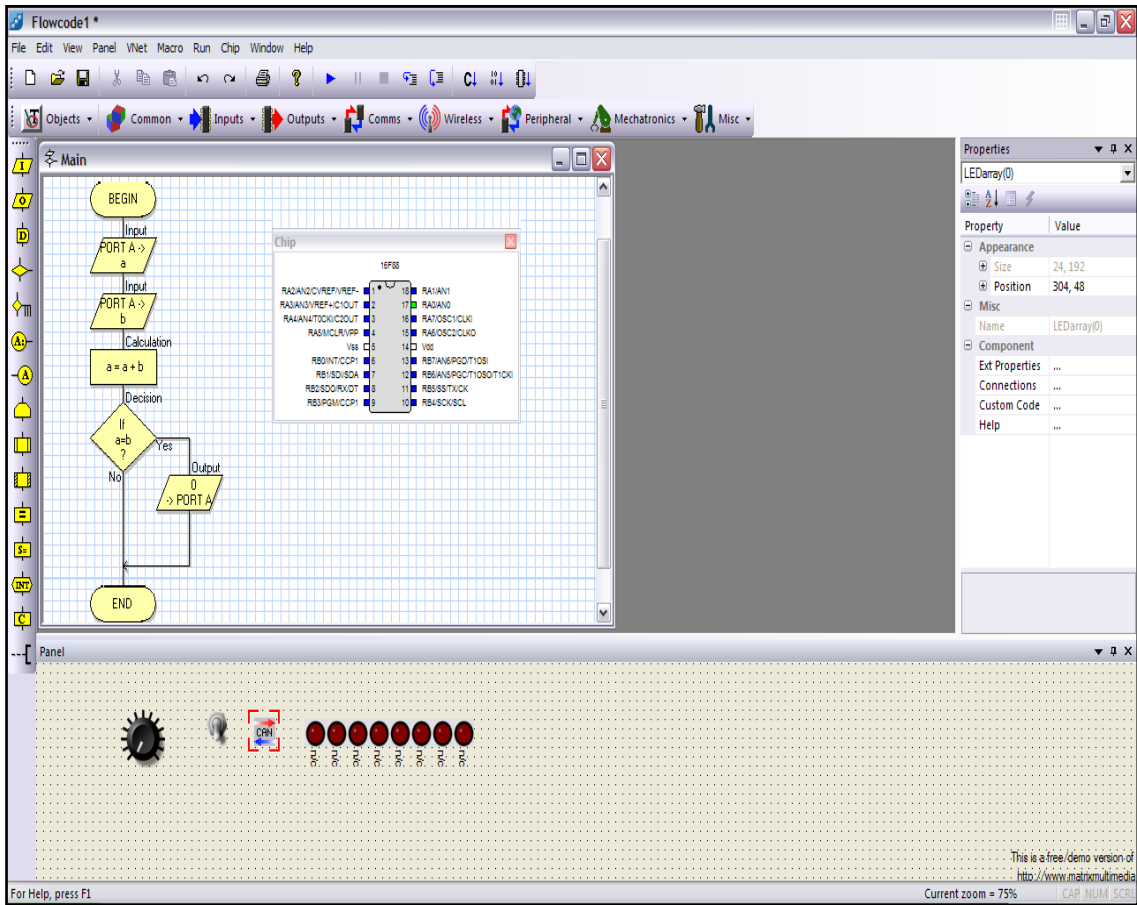 Flowcode1 *
File Edit View Panel VNet Macro Run Chip Window Help
Objects Common Inputs Outputs Comms Wireless Peripheral Mechatronics Misc
Main
BEGIN
Input
PORT A ->
a
Input
PORT A ->
b
Calculation
a = a + b
Decision
If
a=b
?
Yes
No
Output
0
-> PORT A
END
Chip
16F88
RA2/AN2/CVREF/VREF- 1 18 RA1/AN1
RA3/AN3/VREF+/C1OUT 2 17 RA0/AN0
RA4/AN4/T0CKI/C2OUT 3 16 RA7/OSC1/CLKI
RA5/MCLR/VPP 4 15 RA6/OSC2/CLKO
Vss 5 14 Vdd
RB0/INT/CCP1 6 13 RB7/AN6/PGD/T1OSI
RB1/SDI/SDA 7 12 RB6/AN5/PGC/T1OSO/T1CKI
RB2/SDO/RX/DT 8 11 RB5/SS/TX/CK
RB3/PGM/CCP1 9 10 RB4/SCK/SCL
Properties
LEDarray(0)
Property Value
Appearance
Size 24, 192
Position 304, 48
Misc
Name LEDarray(0)
Component
Ext Properties ...
Connections ...
Custom Code ...
Help ...
I
O
D
A:
A
S=
INT
C
Panel
CAN
n/c n/c n/c n/c n/c n/c n/c n/c
This is a free/demo version of
http://www.matrixmultimedia
For Help, press F1
Current zoom = 75% CAP NUM SCRL